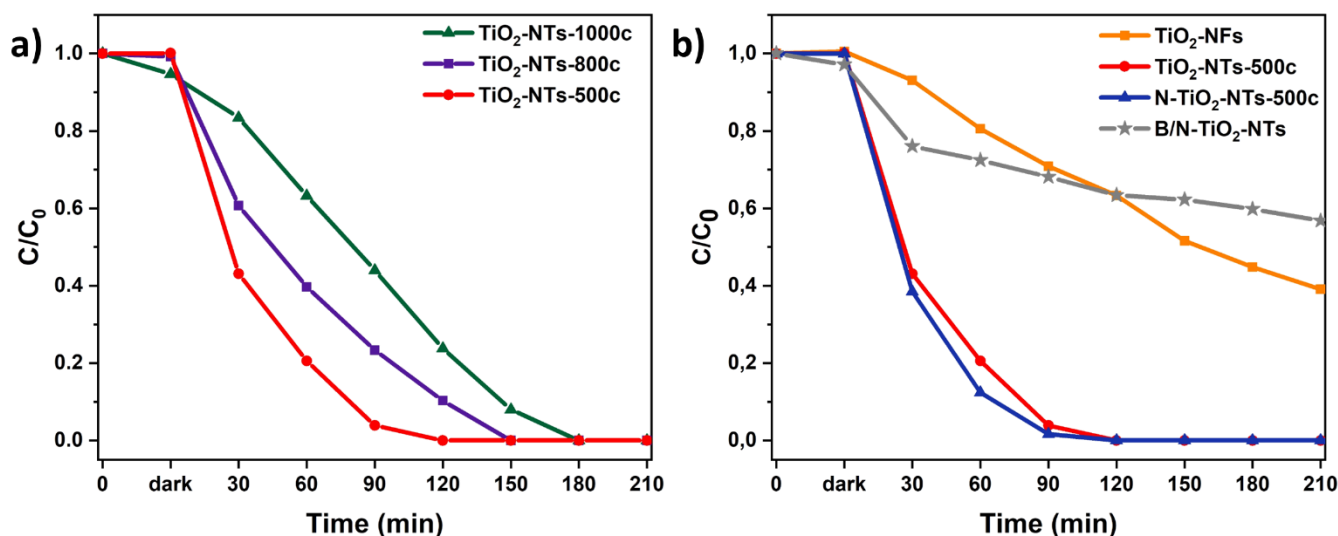 a)
TiO₂-NTs-1000c
TiO₂-NTs-800c
TiO₂-NTs-500c
C/C₀
1,0
0,8
0,6
0,4
0,2
0,0
0 dark 30 60 90 120 150 180 210
Time (min)
b)
TiO₂-NFs
TiO₂-NTs-500c
N-TiO₂-NTs-500c
B/N-TiO₂-NTs
C/C₀
1,0
0,8
0,6
0,4
0,2
0,0
0 dark 30 60 90 120 150 180 210
Time (min)